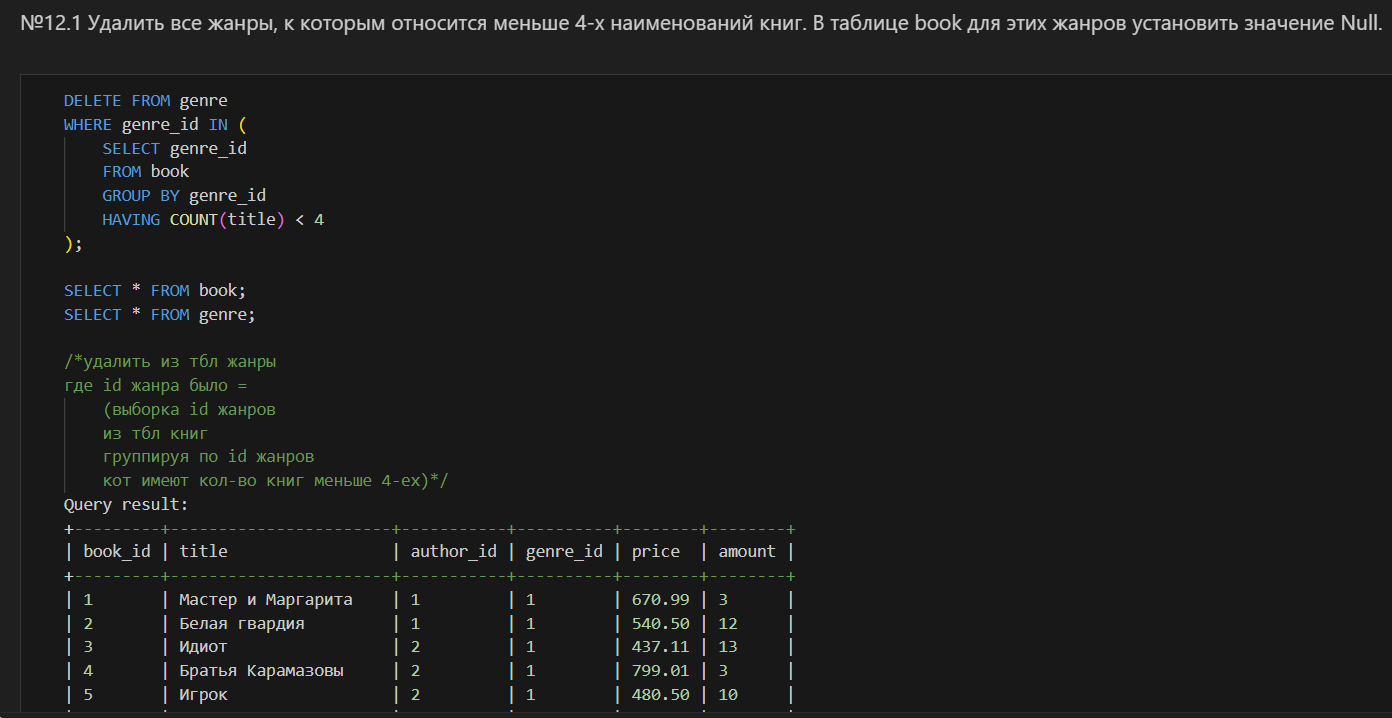 №12.1 Удалить все жанры, к которым относится меньше 4-х наименований книг. В таблице book для этих жанров установить значение Null.
DELETE FROM genre
WHERE genre_id IN (
    SELECT genre_id
    FROM book
    GROUP BY genre_id
    HAVING COUNT(title) < 4
);
SELECT * FROM book;
SELECT * FROM genre;
/*удалить из тбл жанры
где id жанра было =
    (выборка id жанров
    из тбл книг
    группируя по id жанров
    кот имеют кол-во книг меньше 4-ех)*/
Query result:
+---------+-----------------------+-----------+----------+--------+--------+
| book_id | title                 | author_id | genre_id | price  | amount |
+---------+-----------------------+-----------+----------+--------+--------+
| 1       | Мастер и Маргарита    | 1         | 1        | 670.99 | 3      |
| 2       | Белая гвардия         | 1         | 1        | 540.50 | 12     |
| 3       | Идиот                 | 2         | 1        | 437.11 | 13     |
| 4       | Братья Карамазовы     | 2         | 1        | 799.01 | 3      |
| 5       | Игрок                 | 2         | 1        | 480.50 | 10     |